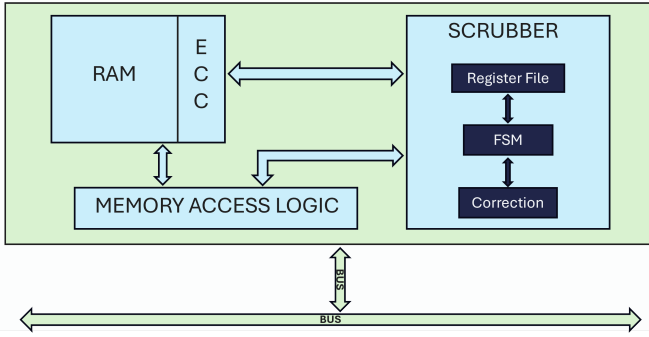 RAM
E
C
C
SCRUBBER
Register File
FSM
Correction
MEMORY ACCESS LOGIC
BUS
BUS